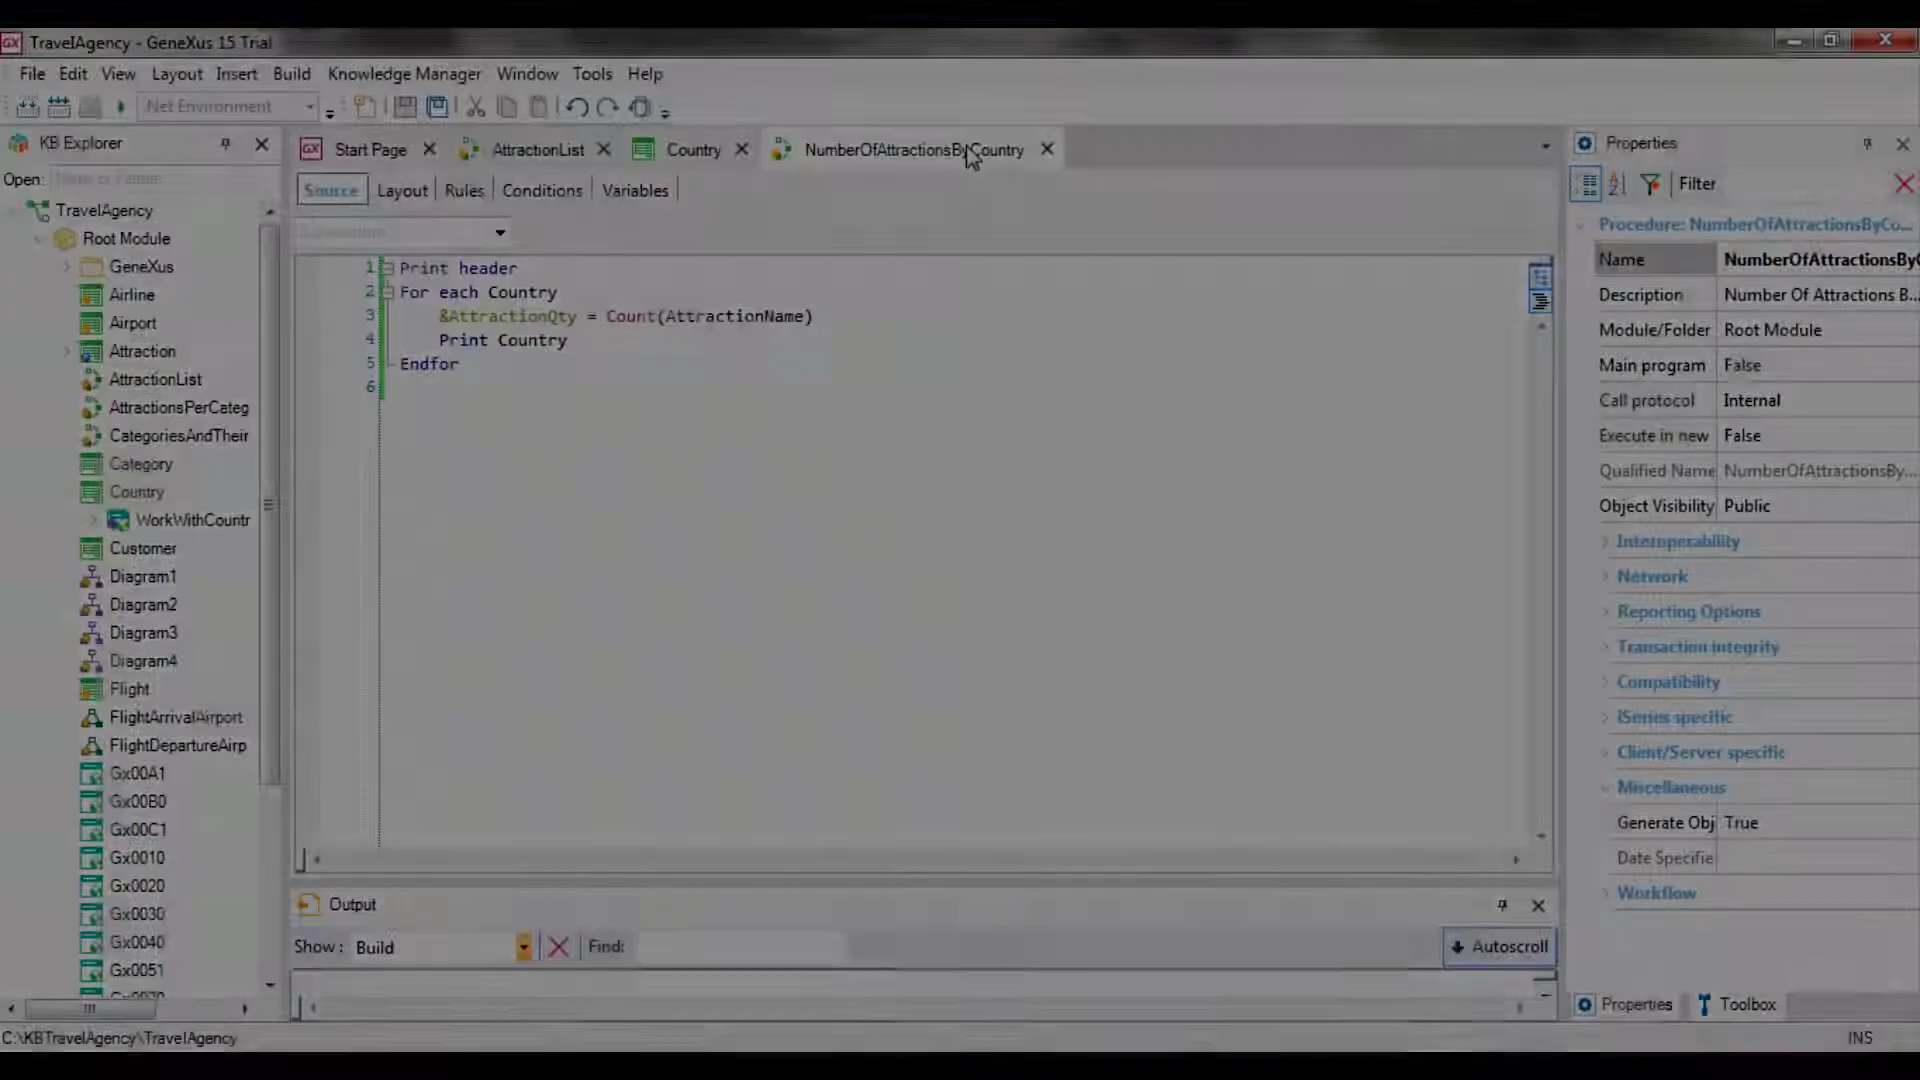 TravelAgency - GeneXus 15 Trial
File Edit View Layout Insert Build Knowledge Manager Window Tools Help
Net Environment
KB Explorer
Start Page AttractionList Country NumberOfAttractionsByCountry
Properties
Open:
Source Layout Rules Conditions Variables
Filter
TravelAgency
Root Module
GeneXus
Airline
Airport
Attraction
AttractionList
AttractionsPerCateg
CategoriesAndTheir
Category
Country
WorkWithCountr
Customer
Diagram1
Diagram2
Diagram3
Diagram4
Flight
FlightArrivalAirport
FlightDepartureAirp
Gx00A1
Gx00B0
Gx00C1
Gx0010
Gx0020
Gx0030
Gx0040
Gx0051
1 Print header
2 For each Country
3 &AttractionQty = Count(AttractionName)
4 Print Country
5 Endfor
6
Procedure: NumberOfAttractionsByCo...
Name NumberOfAttractionsBy
Description Number Of Attractions B...
Module/Folder Root Module
Main program False
Call protocol Internal
Execute in new False
Qualified Name NumberOfAttractionsBy...
Object Visibility Public
Interoperability
Network
Reporting Options
Transaction integrity
Compatibility
iSeries specific
Client/Server specific
Miscellaneous
Generate Obj True
Date Specifie
Workflow
Output
Show: Build Find: Autoscroll
Properties Toolbox
C:\KBTravelAgency\TravelAgency
INS